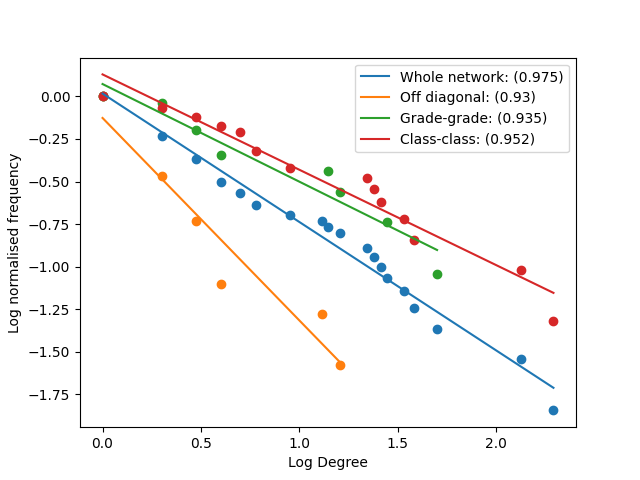 Whole network: (0.975)
Off diagonal: (0.93)
Grade-grade: (0.935)
Class-class: (0.952)
0.00
−0.25
−0.50
−0.75
−1.00
−1.25
−1.50
−1.75
Log normalised frequency
0.0 0.5 1.0 1.5 2.0
Log Degree